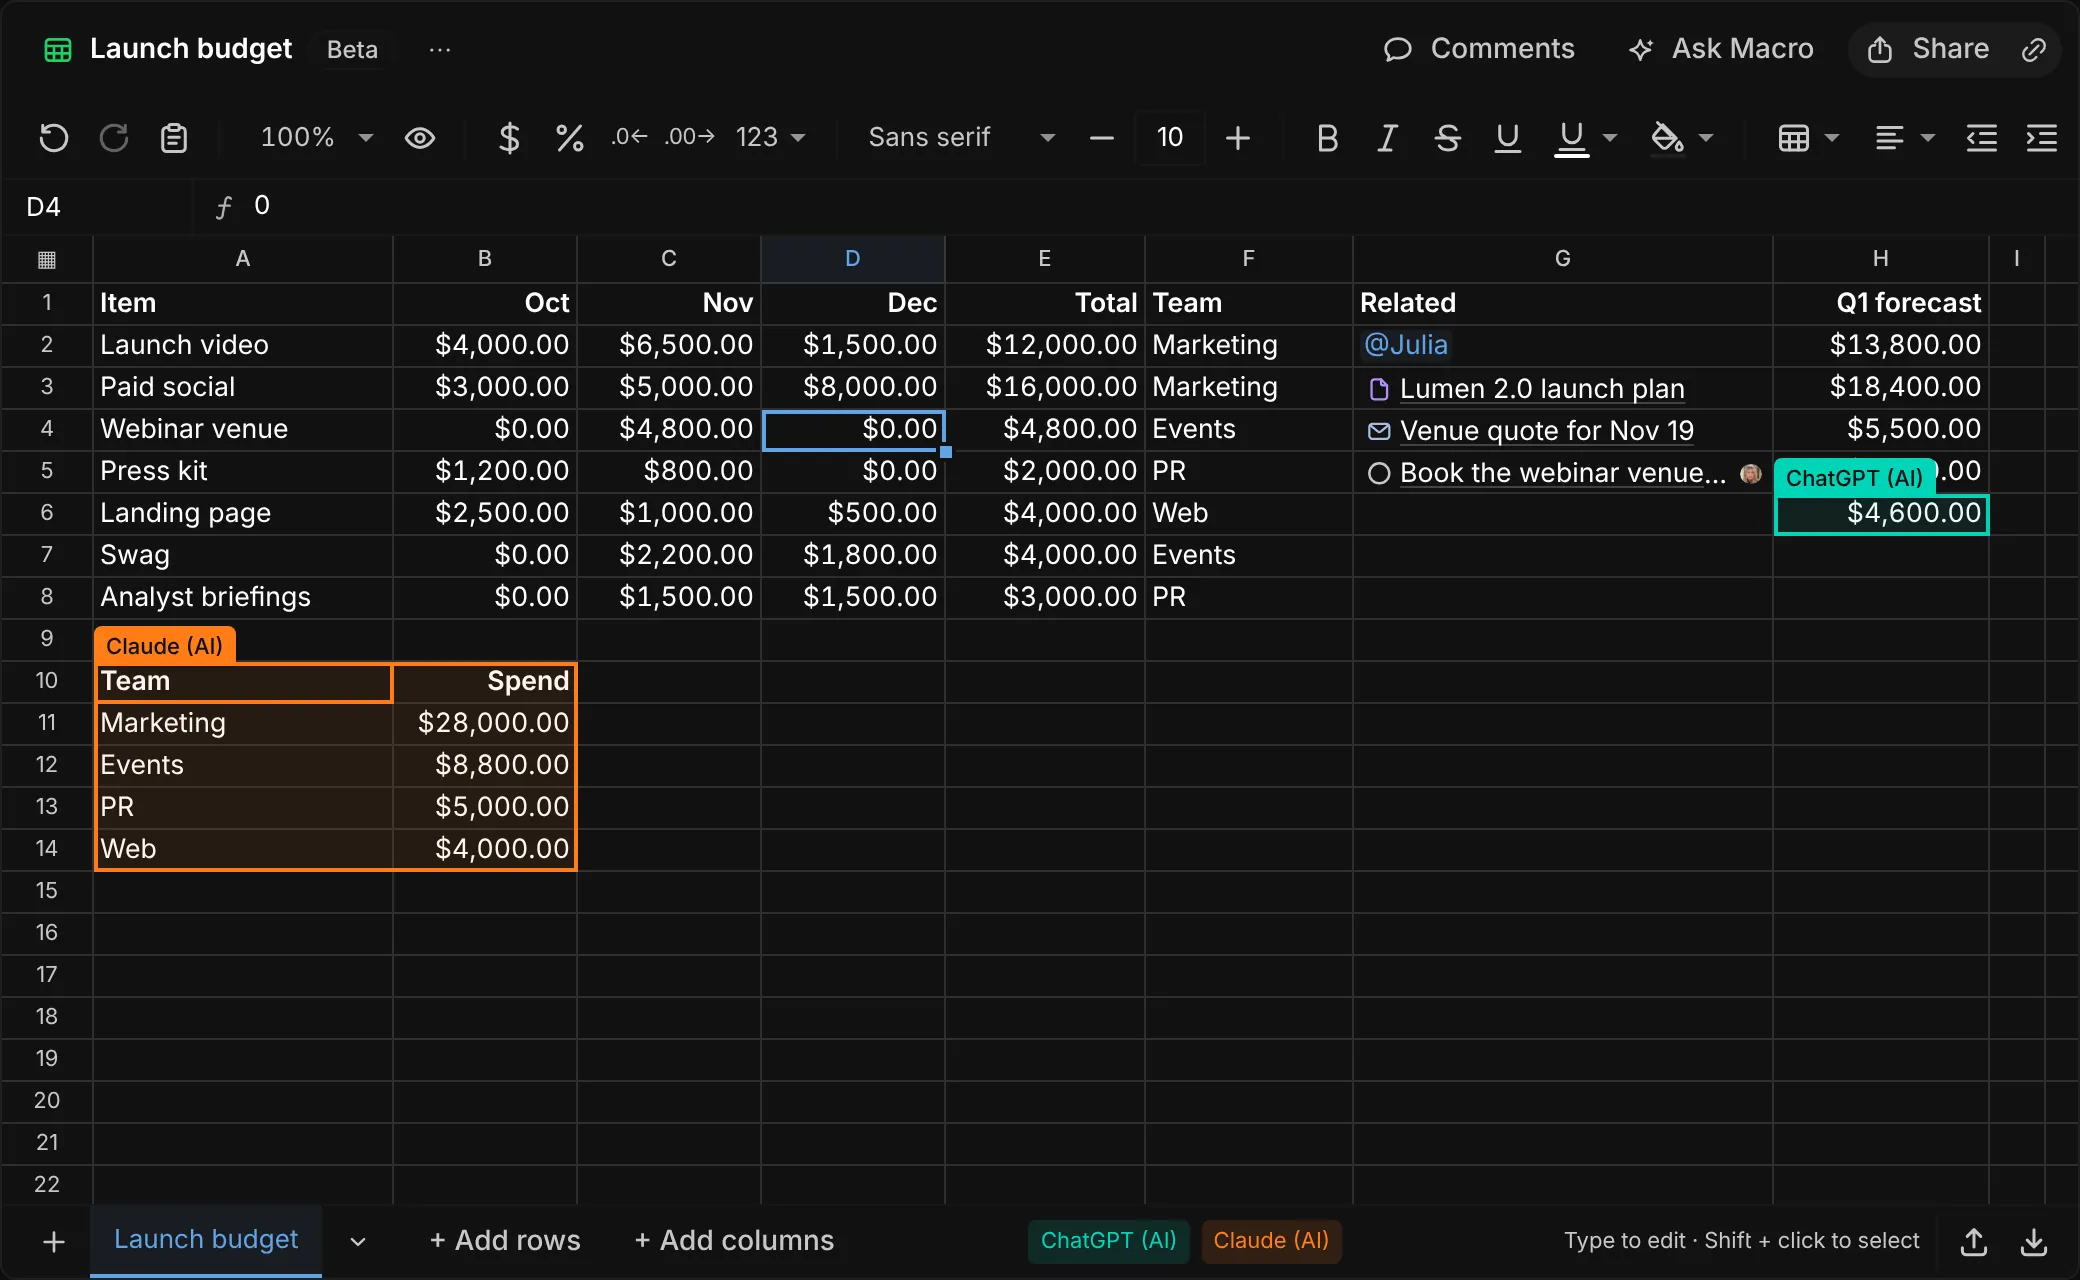 Launch budget Beta ... Comments Ask Macro Share
100% $ % .0← .00→ 123 Sans serif − 10 + B I S U U
D4 ƒ 0
A B C D E F G H I
1 Item Oct Nov Dec Total Team Related Q1 forecast
2 Launch video $4,000.00 $6,500.00 $1,500.00 $12,000.00 Marketing @Julia $13,800.00
3 Paid social $3,000.00 $5,000.00 $8,000.00 $16,000.00 Marketing Lumen 2.0 launch plan $18,400.00
4 Webinar venue $0.00 $4,800.00 $0.00 $4,800.00 Events Venue quote for Nov 19 $5,500.00
5 Press kit $1,200.00 $800.00 $0.00 $2,000.00 PR Book the webinar venue... ChatGPT (AI) .00
6 Landing page $2,500.00 $1,000.00 $500.00 $4,000.00 Web $4,600.00
7 Swag $0.00 $2,200.00 $1,800.00 $4,000.00 Events
8 Analyst briefings $0.00 $1,500.00 $1,500.00 $3,000.00 PR
9 Claude (AI)
10 Team Spend
11 Marketing $28,000.00
12 Events $8,800.00
13 PR $5,000.00
14 Web $4,000.00
15
16
17
18
19
20
21
22
+ Launch budget + Add rows + Add columns ChatGPT (AI) Claude (AI) Type to edit · Shift + click to select